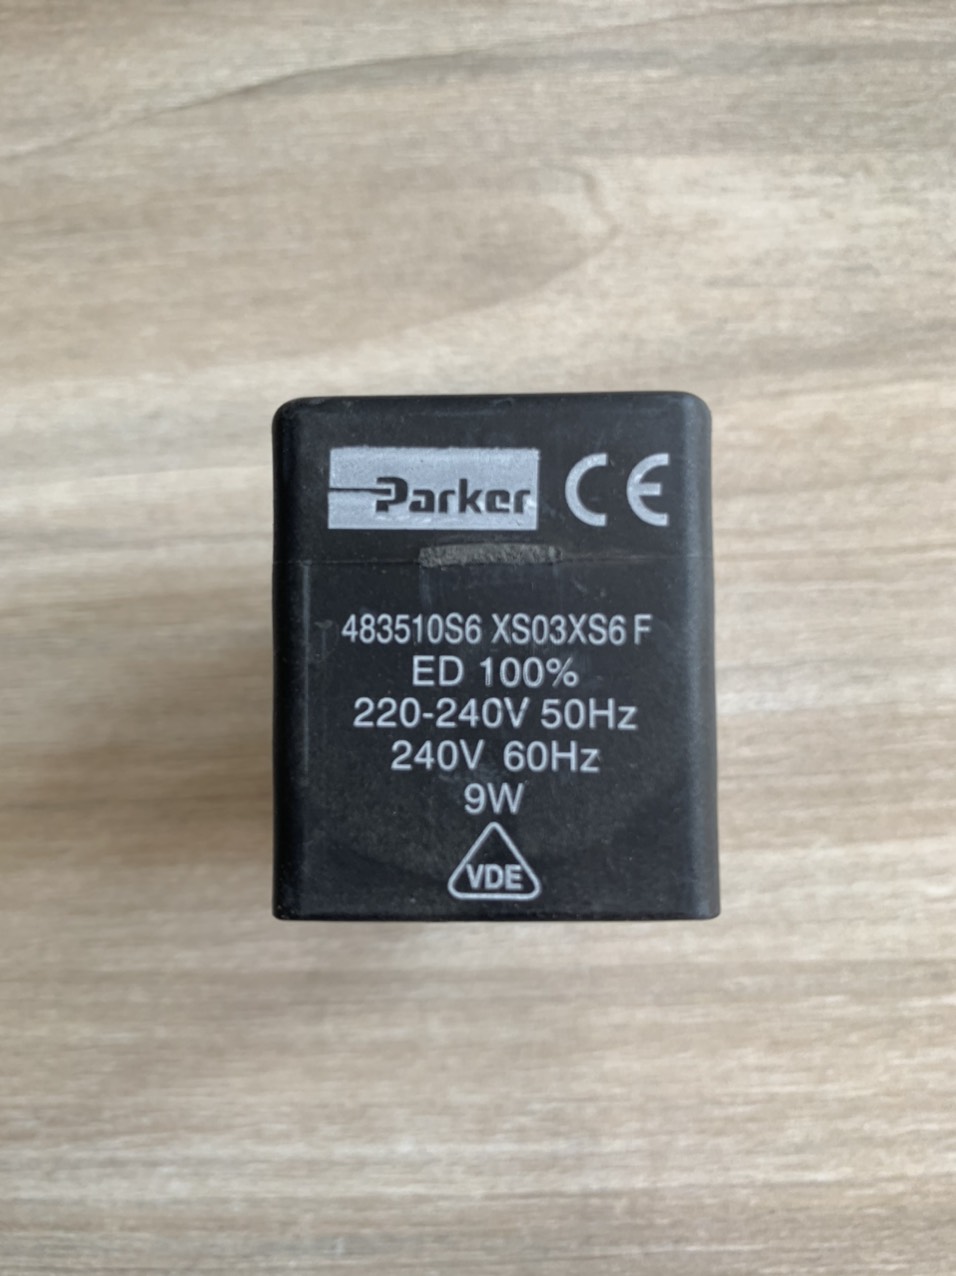 Parker CE
483510S6 XS03XS6 F
ED 100%
220-240V 50Hz
240V 60Hz
9W
VDE